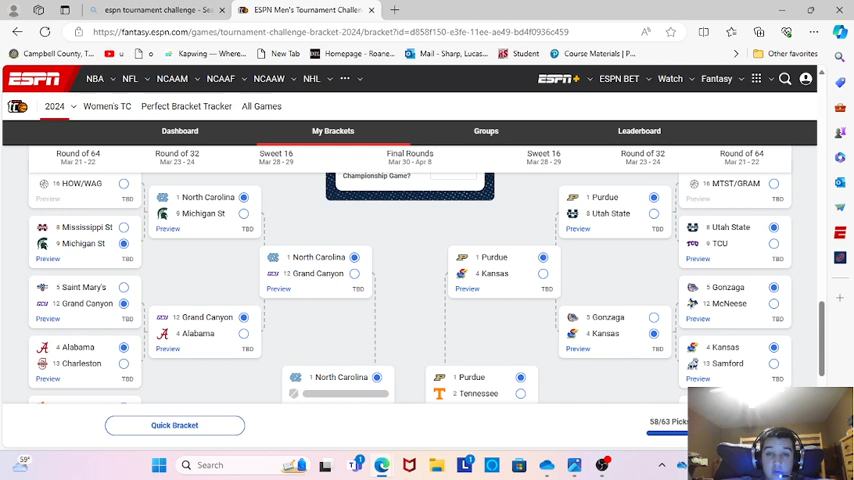 espn tournament challenge - Sea
ESPN Men's Tournament Challen
https://fantasy.espn.com/games/tournament-challenge-bracket-2024/bracket?id=d858f150-e3fe-11ee-ae49-bd4f0936c459
Campbell County, T...
u
o
Kapwing — Where...
New Tab
Homepage - Roane...
Mail - Sharp, Lucas...
Student
Course Materials | P...
Other favorites
ESPN
NBA
NFL
NCAAM
NCAAF
NCAAW
NHL
ESPN+
ESPN BET
Watch
Fantasy
2024
Women's TC
Perfect Bracket Tracker
All Games
Dashboard
My Brackets
Groups
Leaderboard
Round of 64
Mar 21 - 22
Round of 32
Mar 23 - 24
Sweet 16
Mar 28 - 29
Final Rounds
Mar 30 - Apr 8
Sweet 16
Mar 28 - 29
Round of 32
Mar 23 - 24
Round of 64
Mar 21 - 22
Championship Game?
16 HOW/WAG
Preview TBD
8 Mississippi St
9 Michigan St
Preview TBD
5 Saint Mary's
12 Grand Canyon
Preview TBD
4 Alabama
13 Charleston
Preview TBD
1 North Carolina
9 Michigan St
Preview TBD
12 Grand Canyon
4 Alabama
Preview TBD
1 North Carolina
12 Grand Canyon
Preview TBD
1 North Carolina
1 Purdue
4 Kansas
Preview TBD
1 Purdue
2 Tennessee
1 Purdue
8 Utah State
Preview TBD
5 Gonzaga
4 Kansas
Preview TBD
16 MTST/GRAM
Preview TBD
8 Utah State
9 TCU
Preview TBD
5 Gonzaga
12 McNeese
Preview TBD
4 Kansas
13 Samford
Preview TBD
Quick Bracket
58/63 Picks
59°
Search